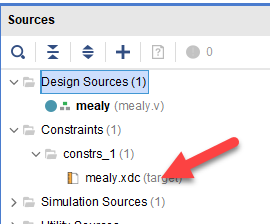 Sources
0
Design Sources (1)
mealy (mealy.v)
Constraints (1)
constrs_1 (1)
mealy.xdc (target)
Simulation Sources (1)
Utility Sources